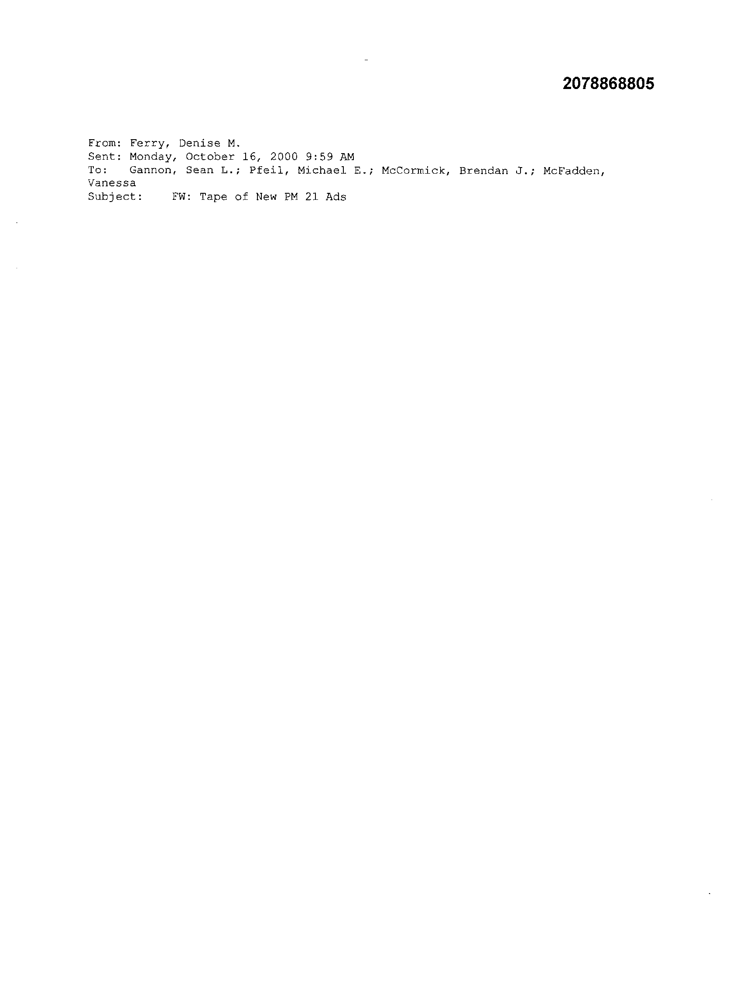 2078868805
From: Ferry, Denise M.
Sent: Monday, October 16, 2000 9:59 AM
To: Gannon, Sean L.; Pfeil, Michael E.; McCormick, Brendan J.; McFadden,
Vanessa
Subject: FW: Tape of New PM 21 Ads